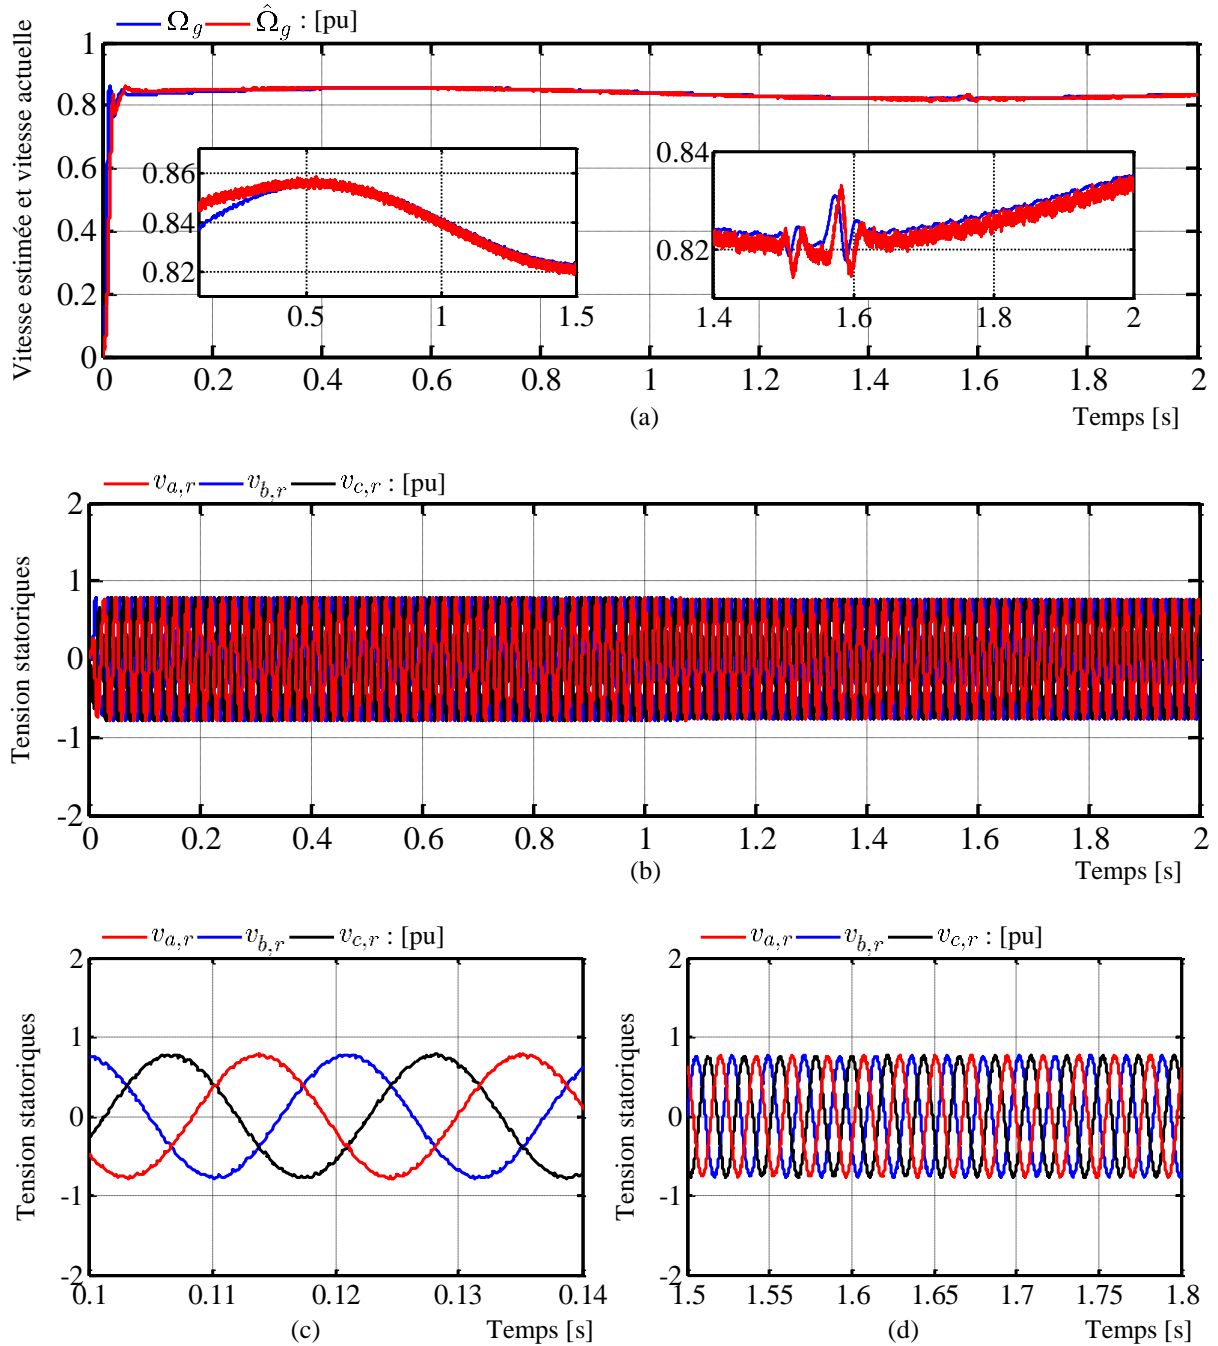 Ω_g Ω̂_g : [pu]
Vitesse estimée et vitesse actuelle
1
0.8
0.6
0.4
0.2
0
0.86
0.84
0.82
0.5 1 1.5
0.84
0.82
1.4 1.6 1.8 2
0 0.2 0.4 0.6 0.8 1 1.2 1.4 1.6 1.8 2
(a) Temps [s]
v_{a,r} v_{b,r} v_{c,r} : [pu]
Tension statoriques
2
1
0
-1
-2
0 0.2 0.4 0.6 0.8 1 1.2 1.4 1.6 1.8 2
(b) Temps [s]
v_{a,r} v_{b,r} v_{c,r} : [pu]
Tension statoriques
2
1
0
-1
-2
0.1 0.11 0.12 0.13 0.14
(c) Temps [s]
v_{a,r} v_{b,r} v_{c,r} : [pu]
Tension statoriques
2
1
0
-1
-2
1.5 1.55 1.6 1.65 1.7 1.75 1.8
(d) Temps [s]